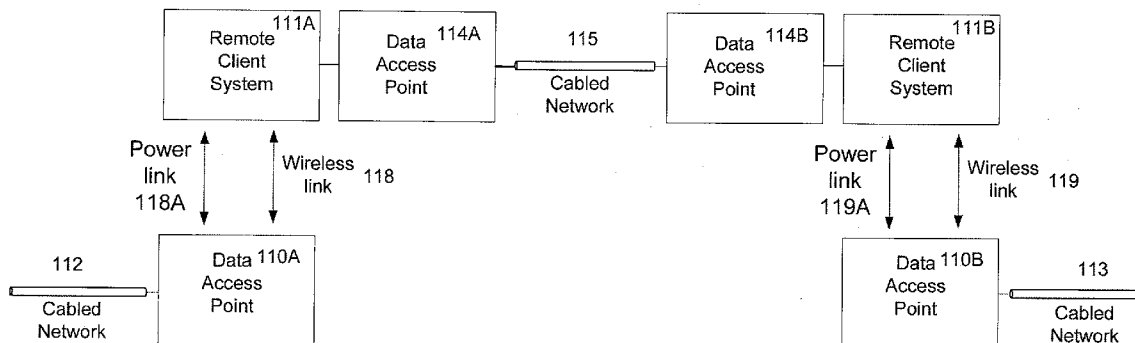 111A
Remote
Client
System
114A
Data
Access
Point
115
Cabled
Network
114B
Data
Access
Point
111B
Remote
Client
System
Power
link
118A
Wireless
link
118
Power
link
119A
Wireless
link
119
112
Cabled
Network
110A
Data
Access
Point
110B
Data
Access
Point
113
Cabled
Network